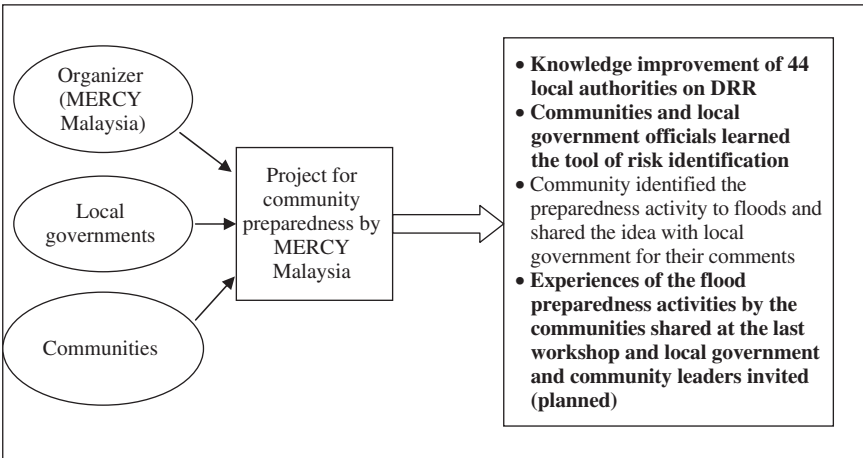 Organizer
(MERCY
Malaysia)
Local
governments
Communities
Project for
community
preparedness by
MERCY
Malaysia
• Knowledge improvement of 44
local authorities on DRR
• Communities and local
government officials learned
the tool of risk identification
• Community identified the
preparedness activity to floods and
shared the idea with local
government for their comments
• Experiences of the flood
preparedness activities by the
communities shared at the last
workshop and local government
and community leaders invited
(planned)